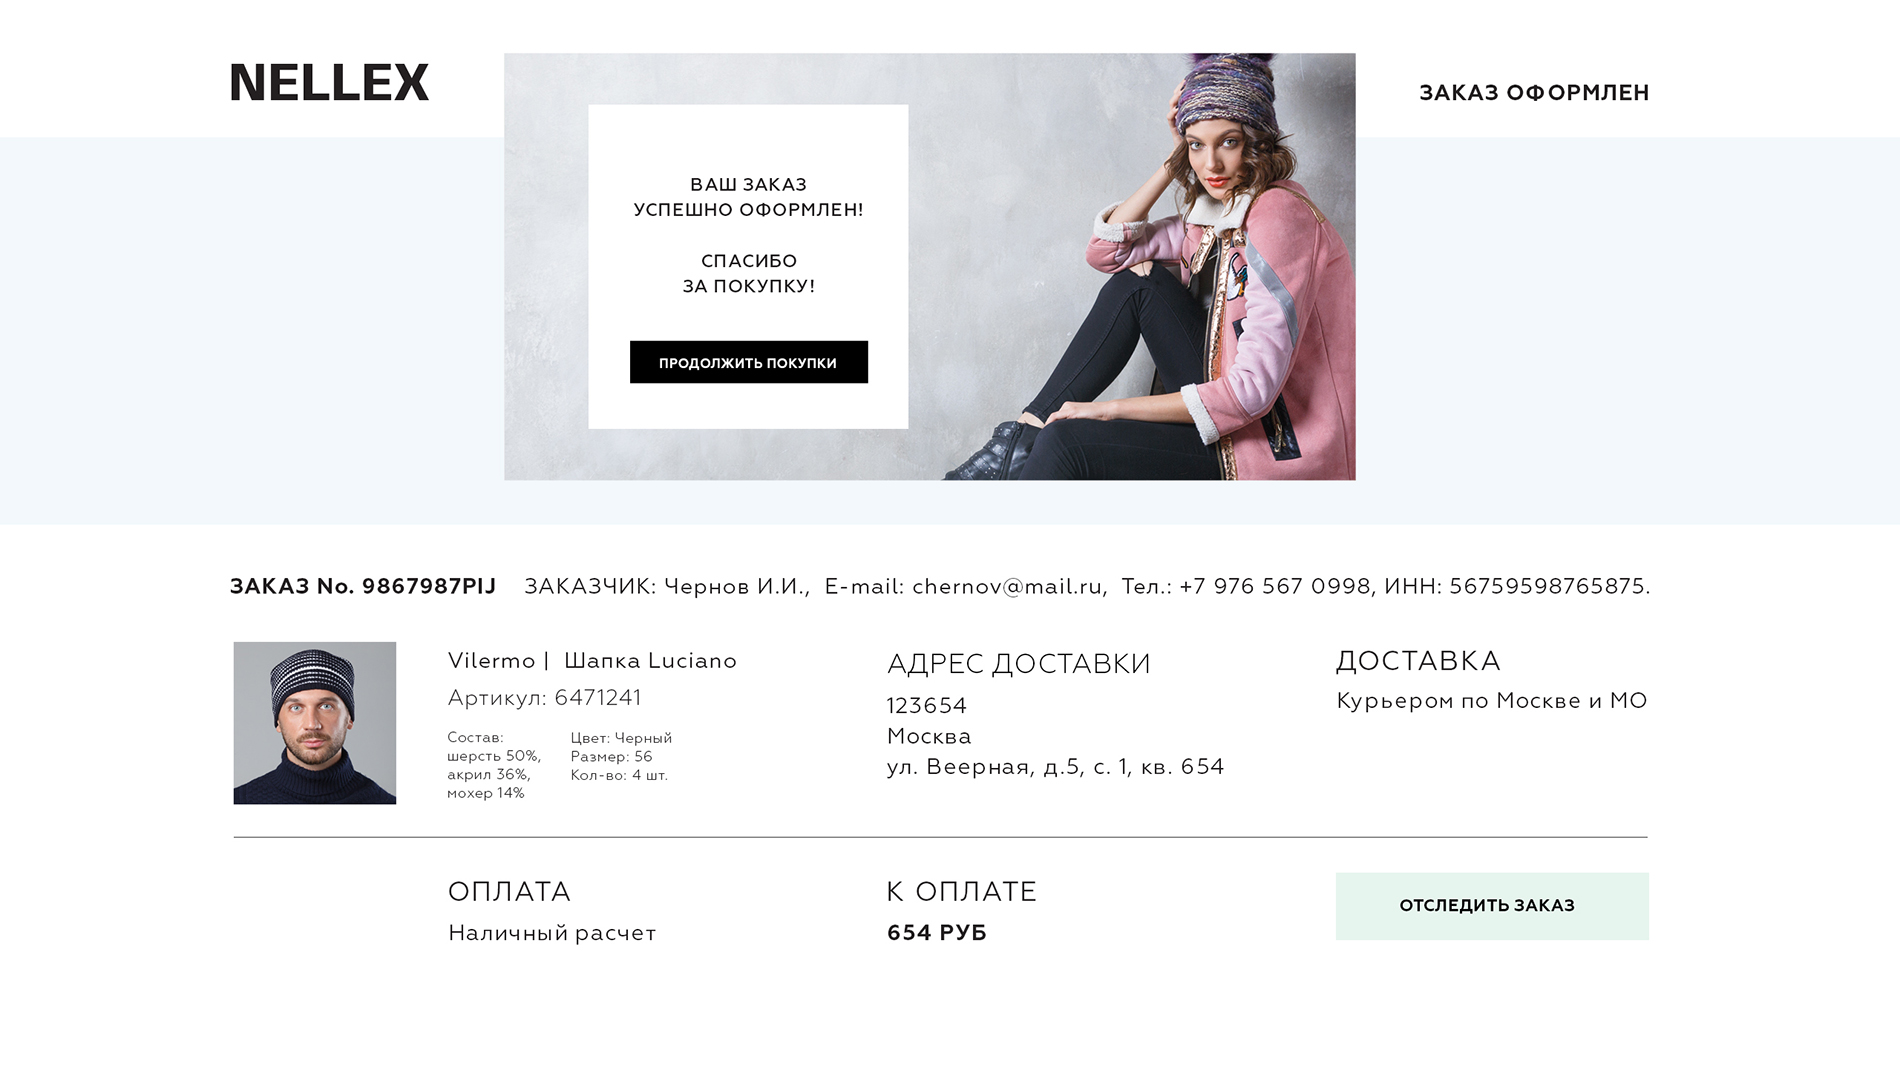 NELLEX
ЗАКАЗ ОФОРМЛЕН
ВАШ ЗАКАЗ
УСПЕШНО ОФОРМЛЕН!
СПАСИБО
ЗА ПОКУПКУ!
ПРОДОЛЖИТЬ ПОКУПКИ
ЗАКАЗ No. 9867987PIJ ЗАКАЗЧИК: Чернов И.И., E-mail: chernov@mail.ru, Тел.: +7 976 567 0998, ИНН: 56759598765875.
Vilermo | Шапка Luciano
Артикул: 6471241
Состав:
шерсть 50%,
акрил 36%,
мохер 14%
Цвет: Черный
Размер: 56
Кол-во: 4 шт.
АДРЕС ДОСТАВКИ
123654
Москва
ул. Веерная, д.5, с. 1, кв. 654
ДОСТАВКА
Курьером по Москве и МО
ОПЛАТА
Наличный расчет
К ОПЛАТЕ
654 РУБ
ОТСЛЕДИТЬ ЗАКАЗ